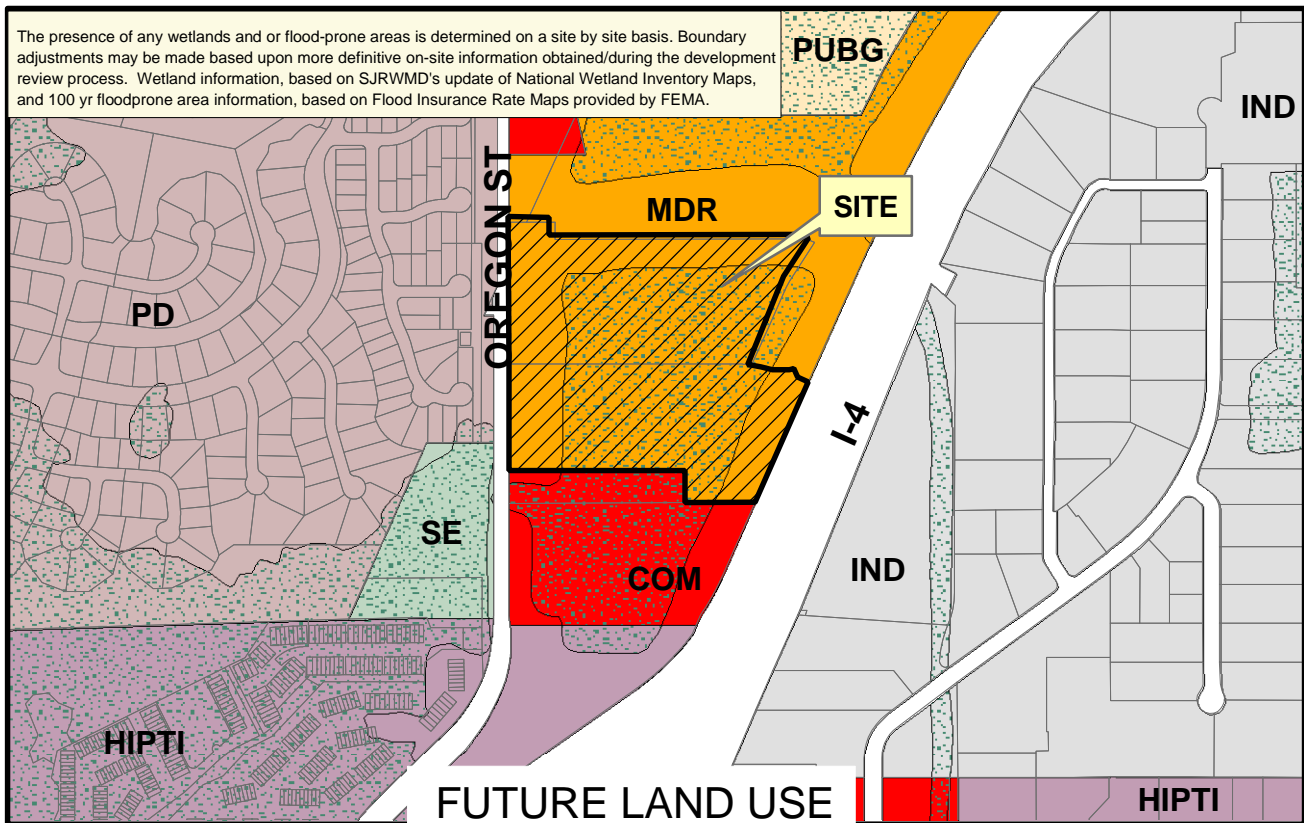 The presence of any wetlands and or flood-prone areas is determined on a site by site basis. Boundary
adjustments may be made based upon more definitive on-site information obtained/during the development
review process. Wetland information, based on SJRWMD's update of National Wetland Inventory Maps,
and 100 yr floodprone area information, based on Flood Insurance Rate Maps provided by FEMA.
PUBG
IND
OREGON ST
MDR
SITE
PD
I-4
SE
COM
IND
HIPTI
HIPTI
FUTURE LAND USE